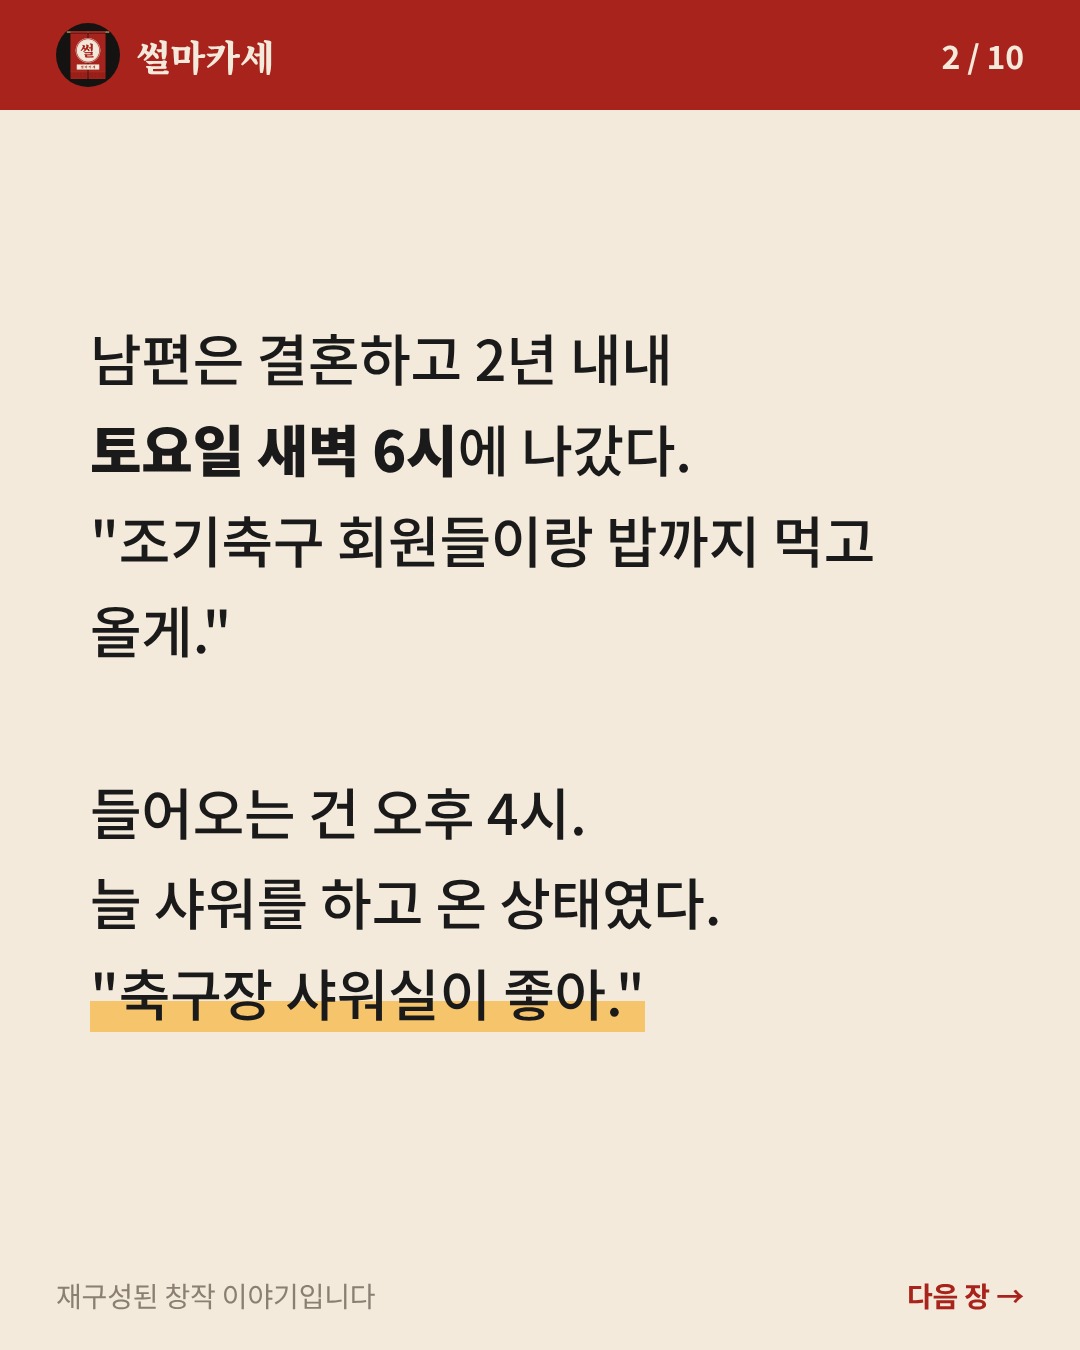 썰
썰마카세
2 / 10
남편은 결혼하고 2년 내내
토요일 새벽 6시에 나갔다.
"조기축구 회원들이랑 밥까지 먹고
올게."
들어오는 건 오후 4시.
늘 샤워를 하고 온 상태였다.
"축구장 샤워실이 좋아."
재구성된 창작 이야기입니다
다음 장 →